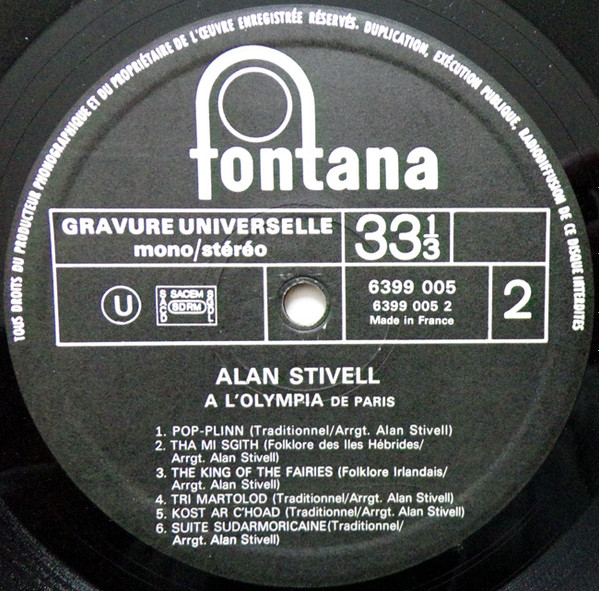 TOUS DROITS DU PRODUCTEUR PHONOGRAPHIQUE ET DU PROPRIÉTAIRE DE L'ŒUVRE ENREGISTRÉE RÉSERVÉS. DUPLICATION, EXÉCUTION PUBLIQUE, RADIODIFFUSION DE CE DISQUE INTERDITES
fontana
GRAVURE UNIVERSELLE
mono/stéréo
33 1/3
U
SACEM
SACD
SDRM
SGDL
6399 005
6399 005 2
Made in France
2
ALAN STIVELL
A L'OLYMPIA DE PARIS
1. POP-PLINN (Traditionnel/Arrgt. Alan Stivell)
2. THA MI SGITH (Folklore des Iles Hébrides/
Arrgt. Alan Stivell)
3. THE KING OF THE FAIRIES (Folklore Irlandais/
Arrgt. Alan Stivell)
4. TRI MARTOLOD (Traditionnel/Arrgt. Alan Stivell)
5. KOST AR C'HOAD (Traditionnel/Arrgt. Alan Stivell)
6. SUITE SUDARMORICAINE(Traditionnel/
Arrgt. Alan Stivell)